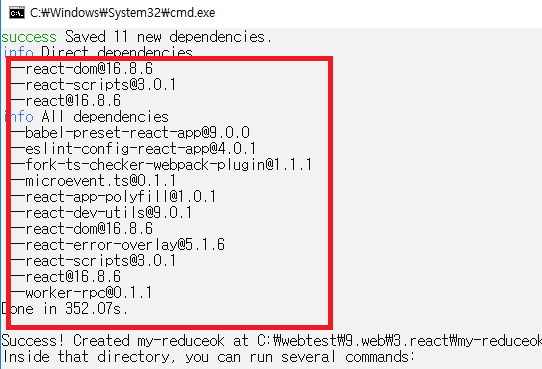 C:₩Windows₩System32₩cmd.exe
success Saved 11 new dependencies.
info Direct dependencies
─react-dom@16.8.6
─react-scripts@3.0.1
─react@16.8.6
info All dependencies
─babel-preset-react-app@9.0.0
─eslint-config-react-app@4.0.1
─fork-ts-checker-webpack-plugin@1.1.1
─microevent.ts@0.1.1
─react-app-polyfill@1.0.1
─react-dev-utils@9.0.1
─react-dom@16.8.6
─react-error-overlay@5.1.6
─react-scripts@3.0.1
─react@16.8.6
─worker-rpc@0.1.1
Done in 352.07s.
Success! Created my-reduceok at C:₩webtest₩9.web₩3.react₩my-reduceok
Inside that directory, you can run several commands: